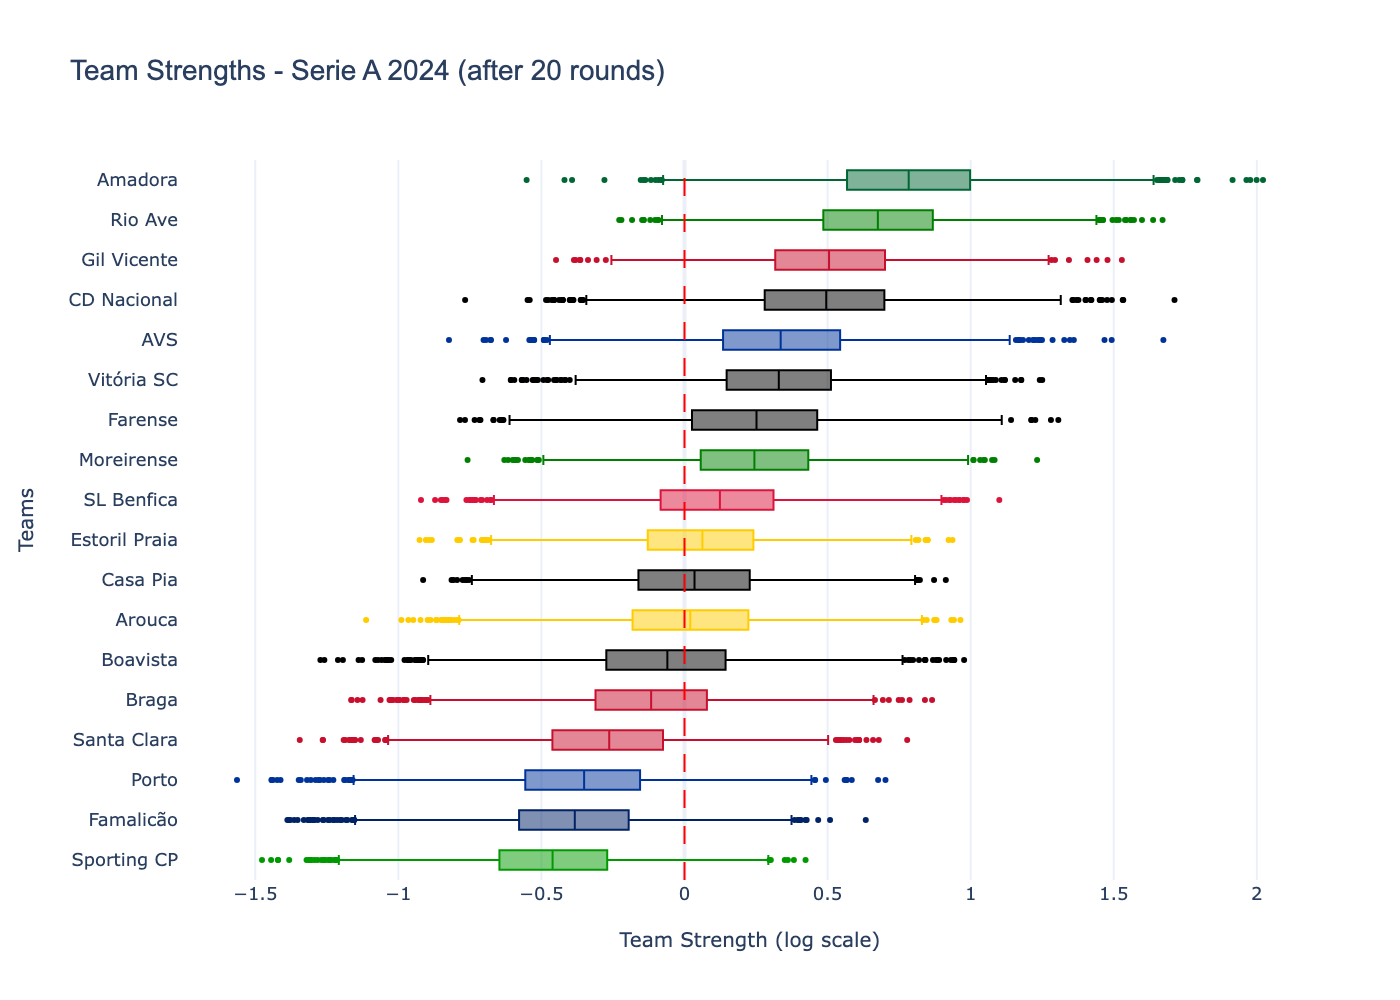 Team Strengths - Serie A 2024 (after 20 rounds)
Teams
Amadora
Rio Ave
Gil Vicente
CD Nacional
AVS
Vitória SC
Farense
Moreirense
SL Benfica
Estoril Praia
Casa Pia
Arouca
Boavista
Braga
Santa Clara
Porto
Famalicão
Sporting CP
−1.5 −1 −0.5 0 0.5 1 1.5 2
Team Strength (log scale)